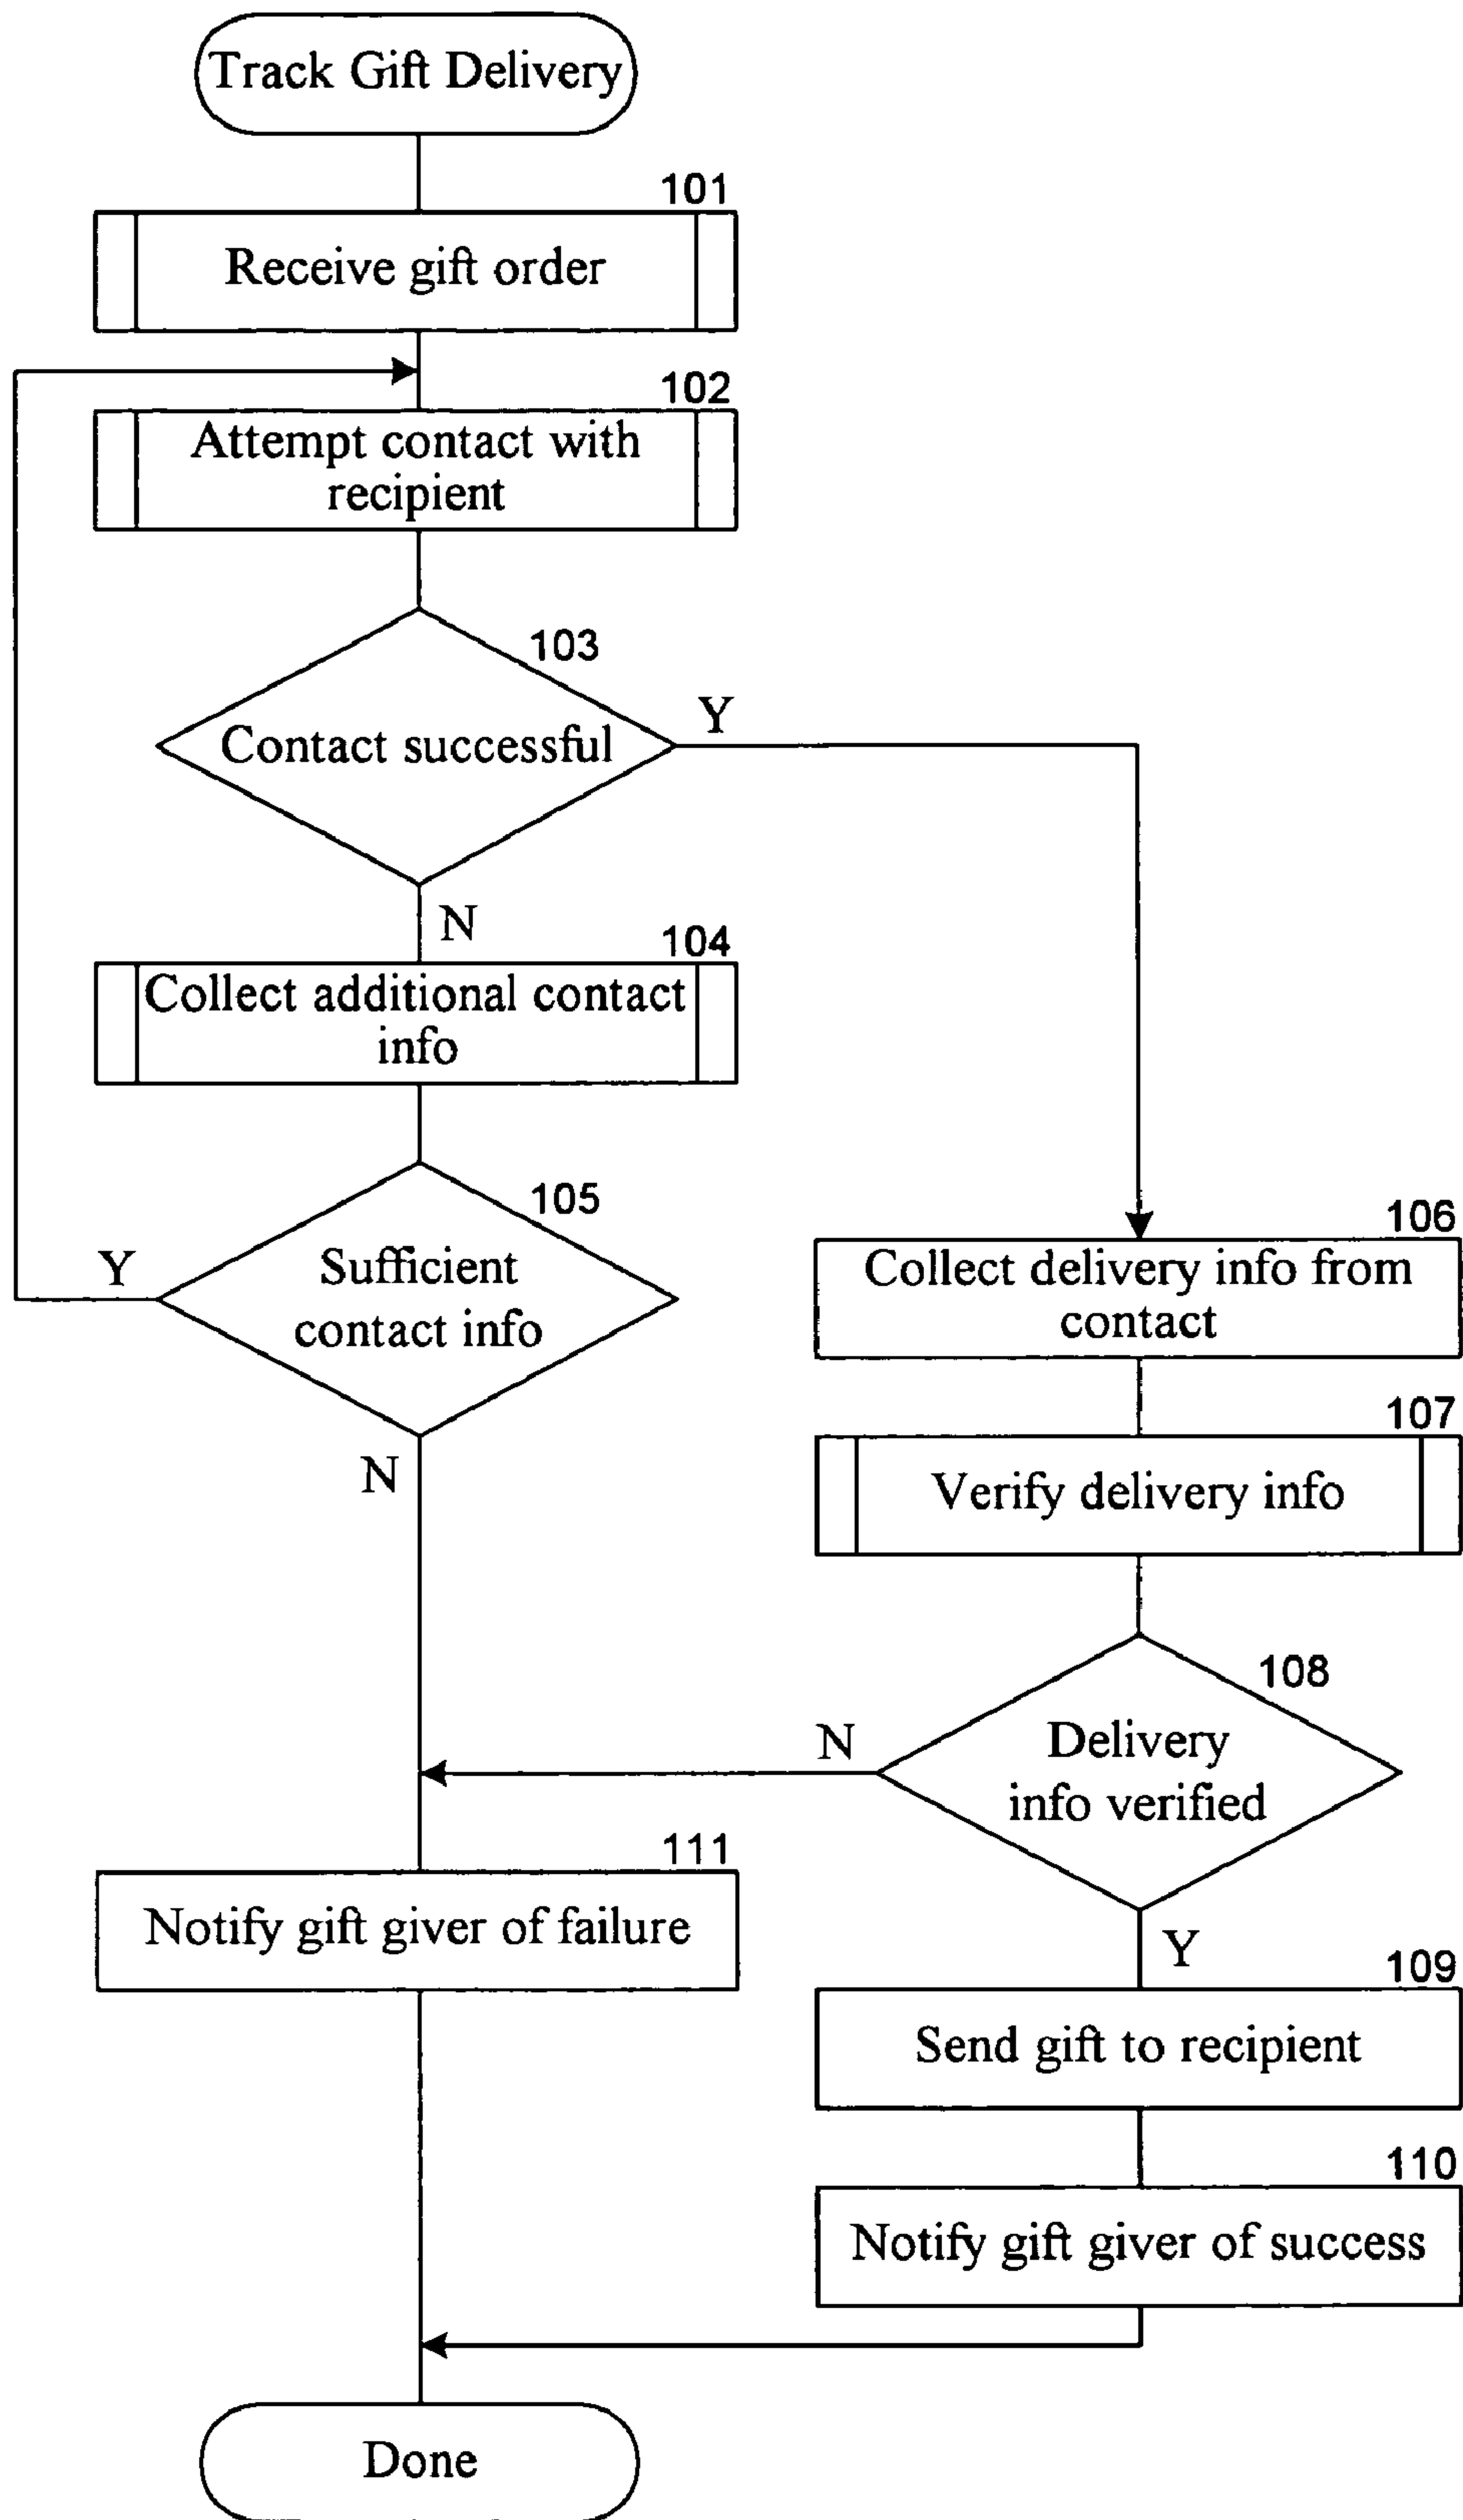 Track Gift Delivery
101
Receive gift order
102
Attempt contact with
recipient
103
Contact successful
Y
N
104
Collect additional contact
info
105
Sufficient
contact info
Y
N
106
Collect delivery info from
contact
107
Verify delivery info
108
Delivery
info verified
N
Y
111
Notify gift giver of failure
109
Send gift to recipient
110
Notify gift giver of success
Done